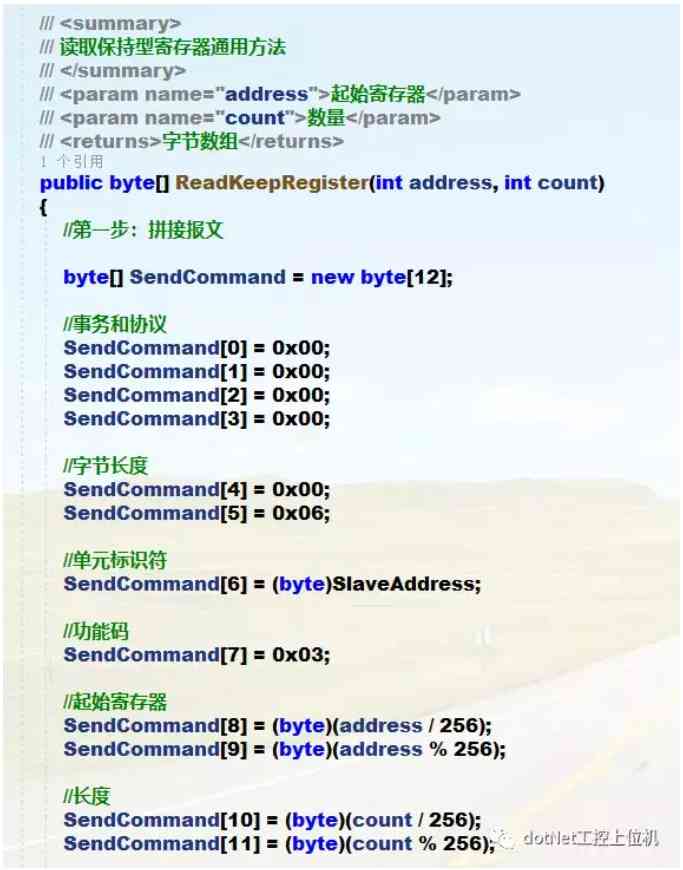 /// <summary>
/// 读取保持型寄存器通用方法
/// </summary>
/// <param name="address">起始寄存器</param>
/// <param name="count">数量</param>
/// <returns>字节数组</returns>
1 个引用
public byte[] ReadKeepRegister(int address, int count)
{
//第一步：拼接报文
byte[] SendCommand = new byte[12];
//事务和协议
SendCommand[0] = 0x00;
SendCommand[1] = 0x00;
SendCommand[2] = 0x00;
SendCommand[3] = 0x00;
//字节长度
SendCommand[4] = 0x00;
SendCommand[5] = 0x06;
//单元标识符
SendCommand[6] = (byte)SlaveAddress;
//功能码
SendCommand[7] = 0x03;
//起始寄存器
SendCommand[8] = (byte)(address / 256);
SendCommand[9] = (byte)(address % 256);
//长度
SendCommand[10] = (byte)(count / 256);
SendCommand[11] = (byte)(count % 256);
dotNet工控上位机